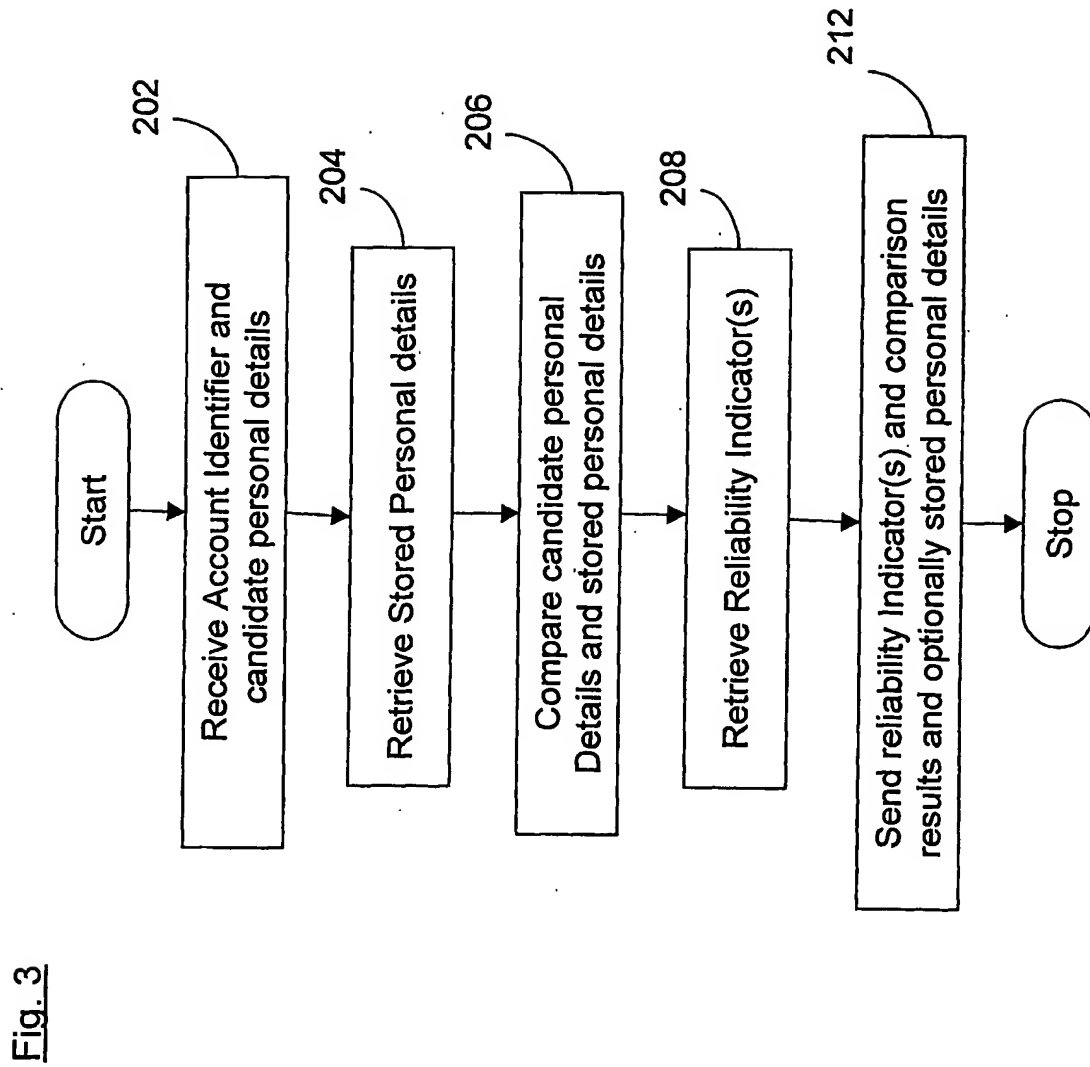 Fig. 3
Start
202
Receive Account Identifier and
candidate personal details
204
Retrieve Stored Personal details
206
Compare candidate personal
Details and stored personal details
208
Retrieve Reliability Indicator(s)
212
Send reliability Indicator(s) and comparison
results and optionally stored personal details
Stop